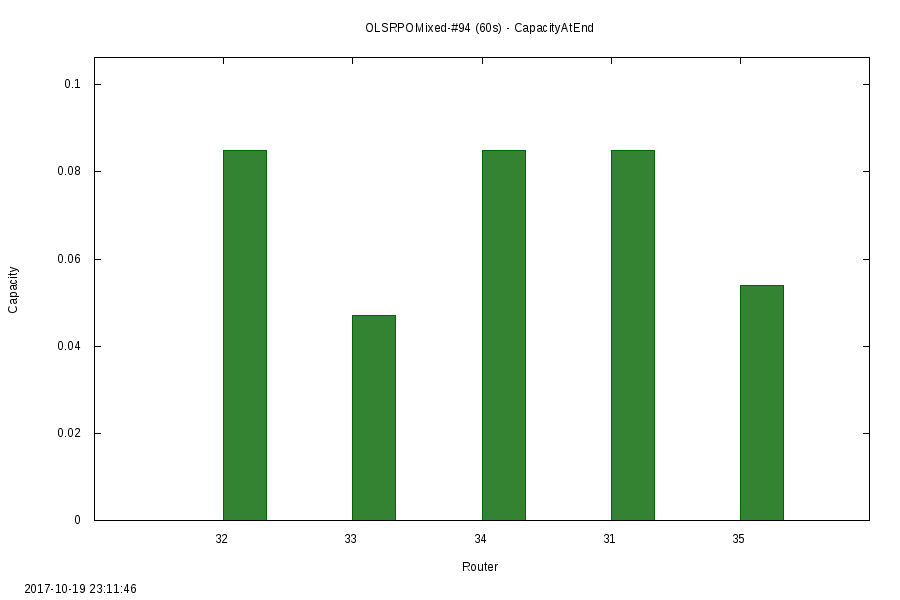 OLSRPOMixed-#94 (60s) - CapacityAtEnd
0.1
0.08
0.06
0.04
0.02
0
Capacity
32 33 34 31 35
Router
2017-10-19 23:11:46